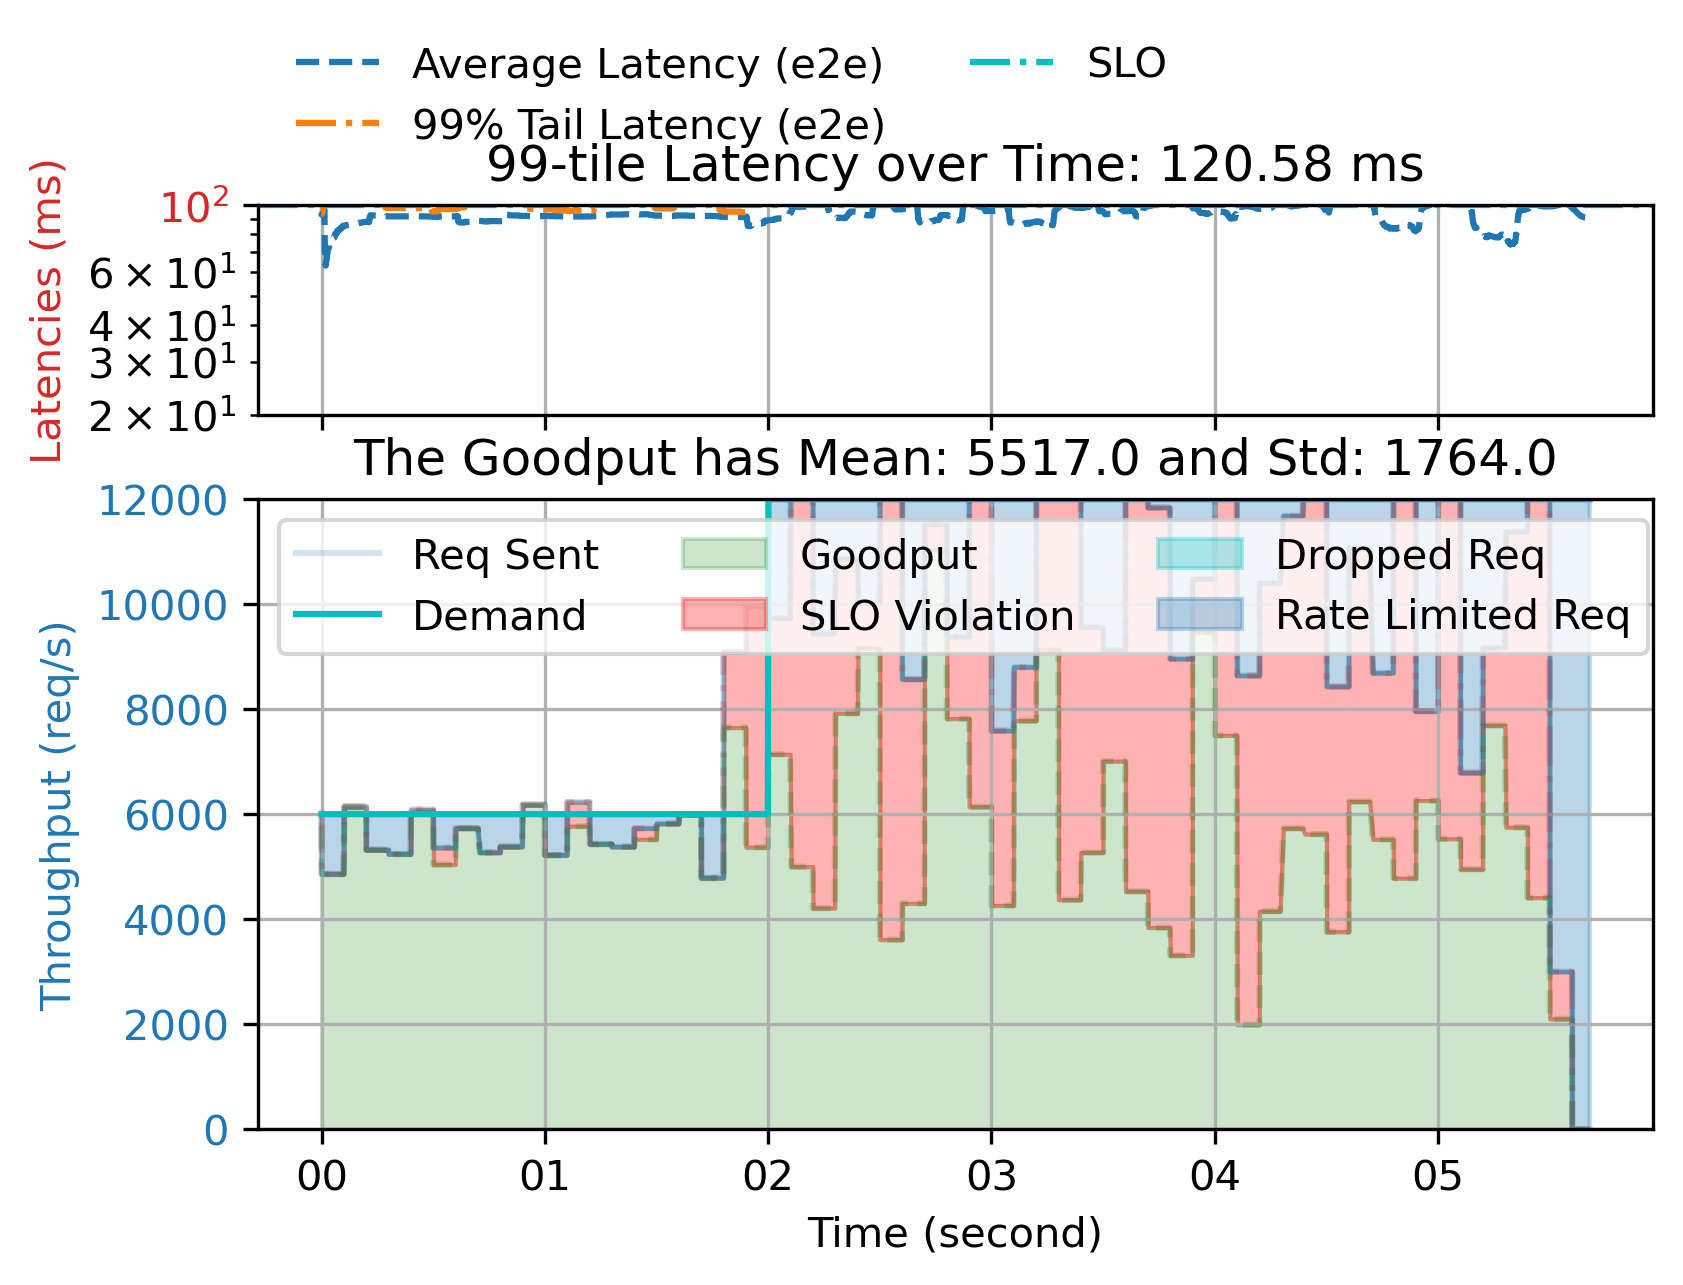 Average Latency (e2e)
SLO
99% Tail Latency (e2e)
99-tile Latency over Time: 120.58 ms
Latencies (ms)
10²
6 × 10¹
4 × 10¹
3 × 10¹
2 × 10¹
The Goodput has Mean: 5517.0 and Std: 1764.0
Throughput (req/s)
12000
10000
8000
6000
4000
2000
0
Req Sent
Goodput
Dropped Req
Demand
SLO Violation
Rate Limited Req
00 01 02 03 04 05
Time (second)